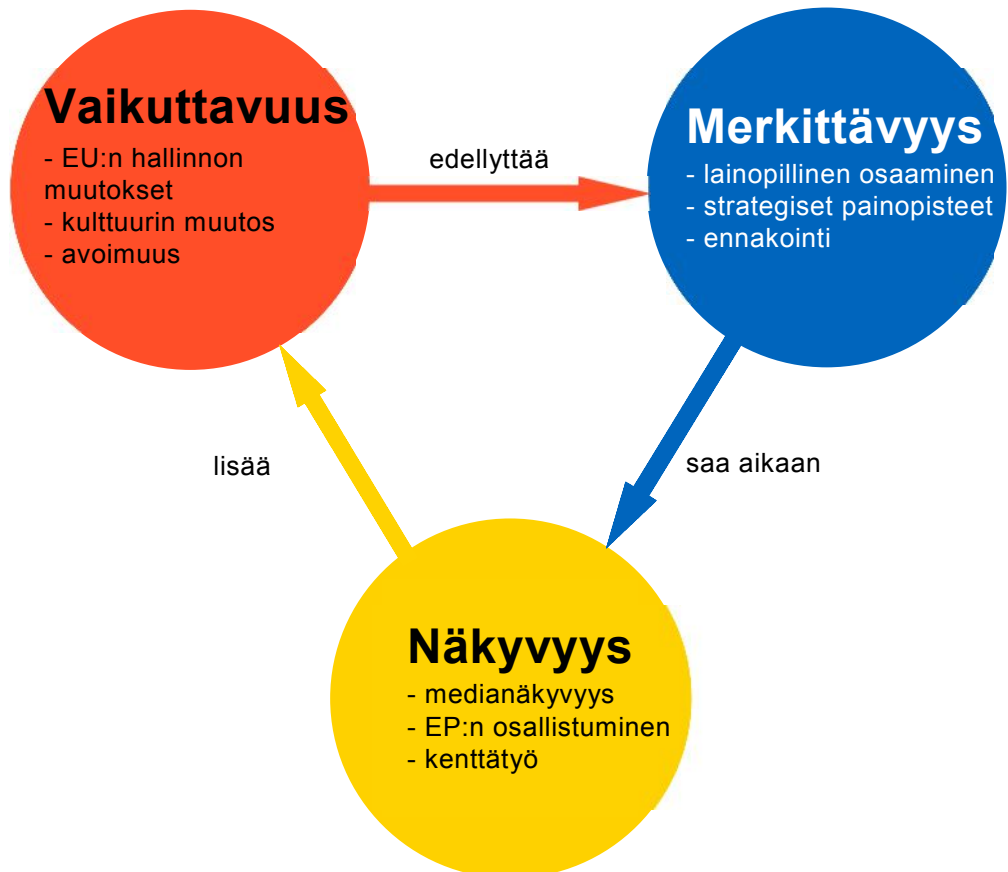 Vaikuttavuus
- EU:n hallinnon
muutokset
- kulttuurin muutos
- avoimuus
edellyttää
Merkittävyys
- lainopillinen osaaminen
- strategiset painopisteet
- ennakointi
lisää
saa aikaan
Näkyvyys
- medianäkyvyys
- EP:n osallistuminen
- kenttätyö